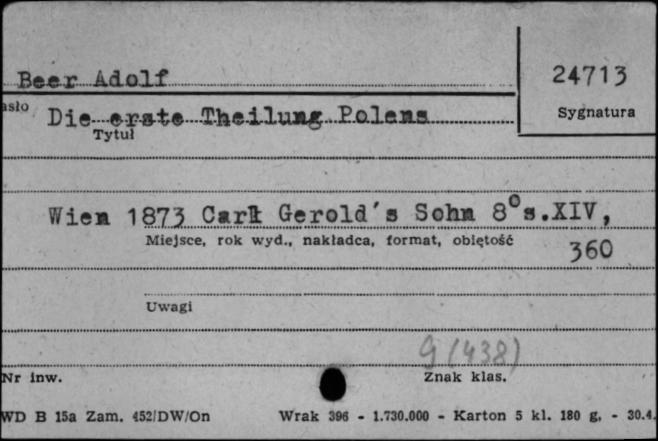 Beer Adolf
24713
asło
Sygnatura
Die erste Theilung Polens
Tytuł
Wien 1873 Carl Gerold's Sohn 8° s.XIV,
Miejsce, rok wyd., nakładca, format, objętość
360
Uwagi
9(438)
Nr inw.
Znak klas.
WD B 15a Zam. 452/DW/On Wrak 396 - 1.730.000 - Karton 5 kl. 180 g. - 30.4.